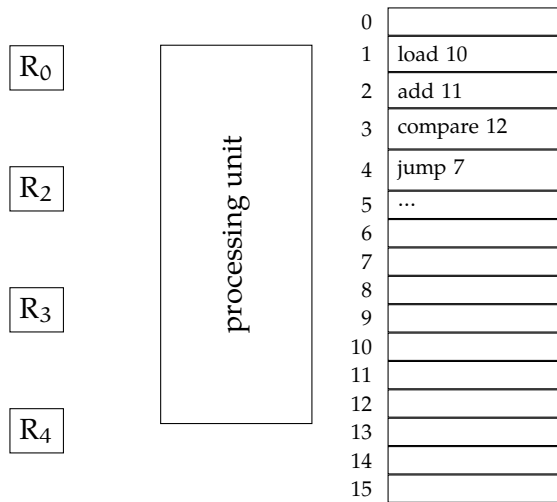 R0
R2
R3
R4
processing unit
0
1 load 10
2 add 11
3 compare 12
4 jump 7
5 ...
6
7
8
9
10
11
12
13
14
15